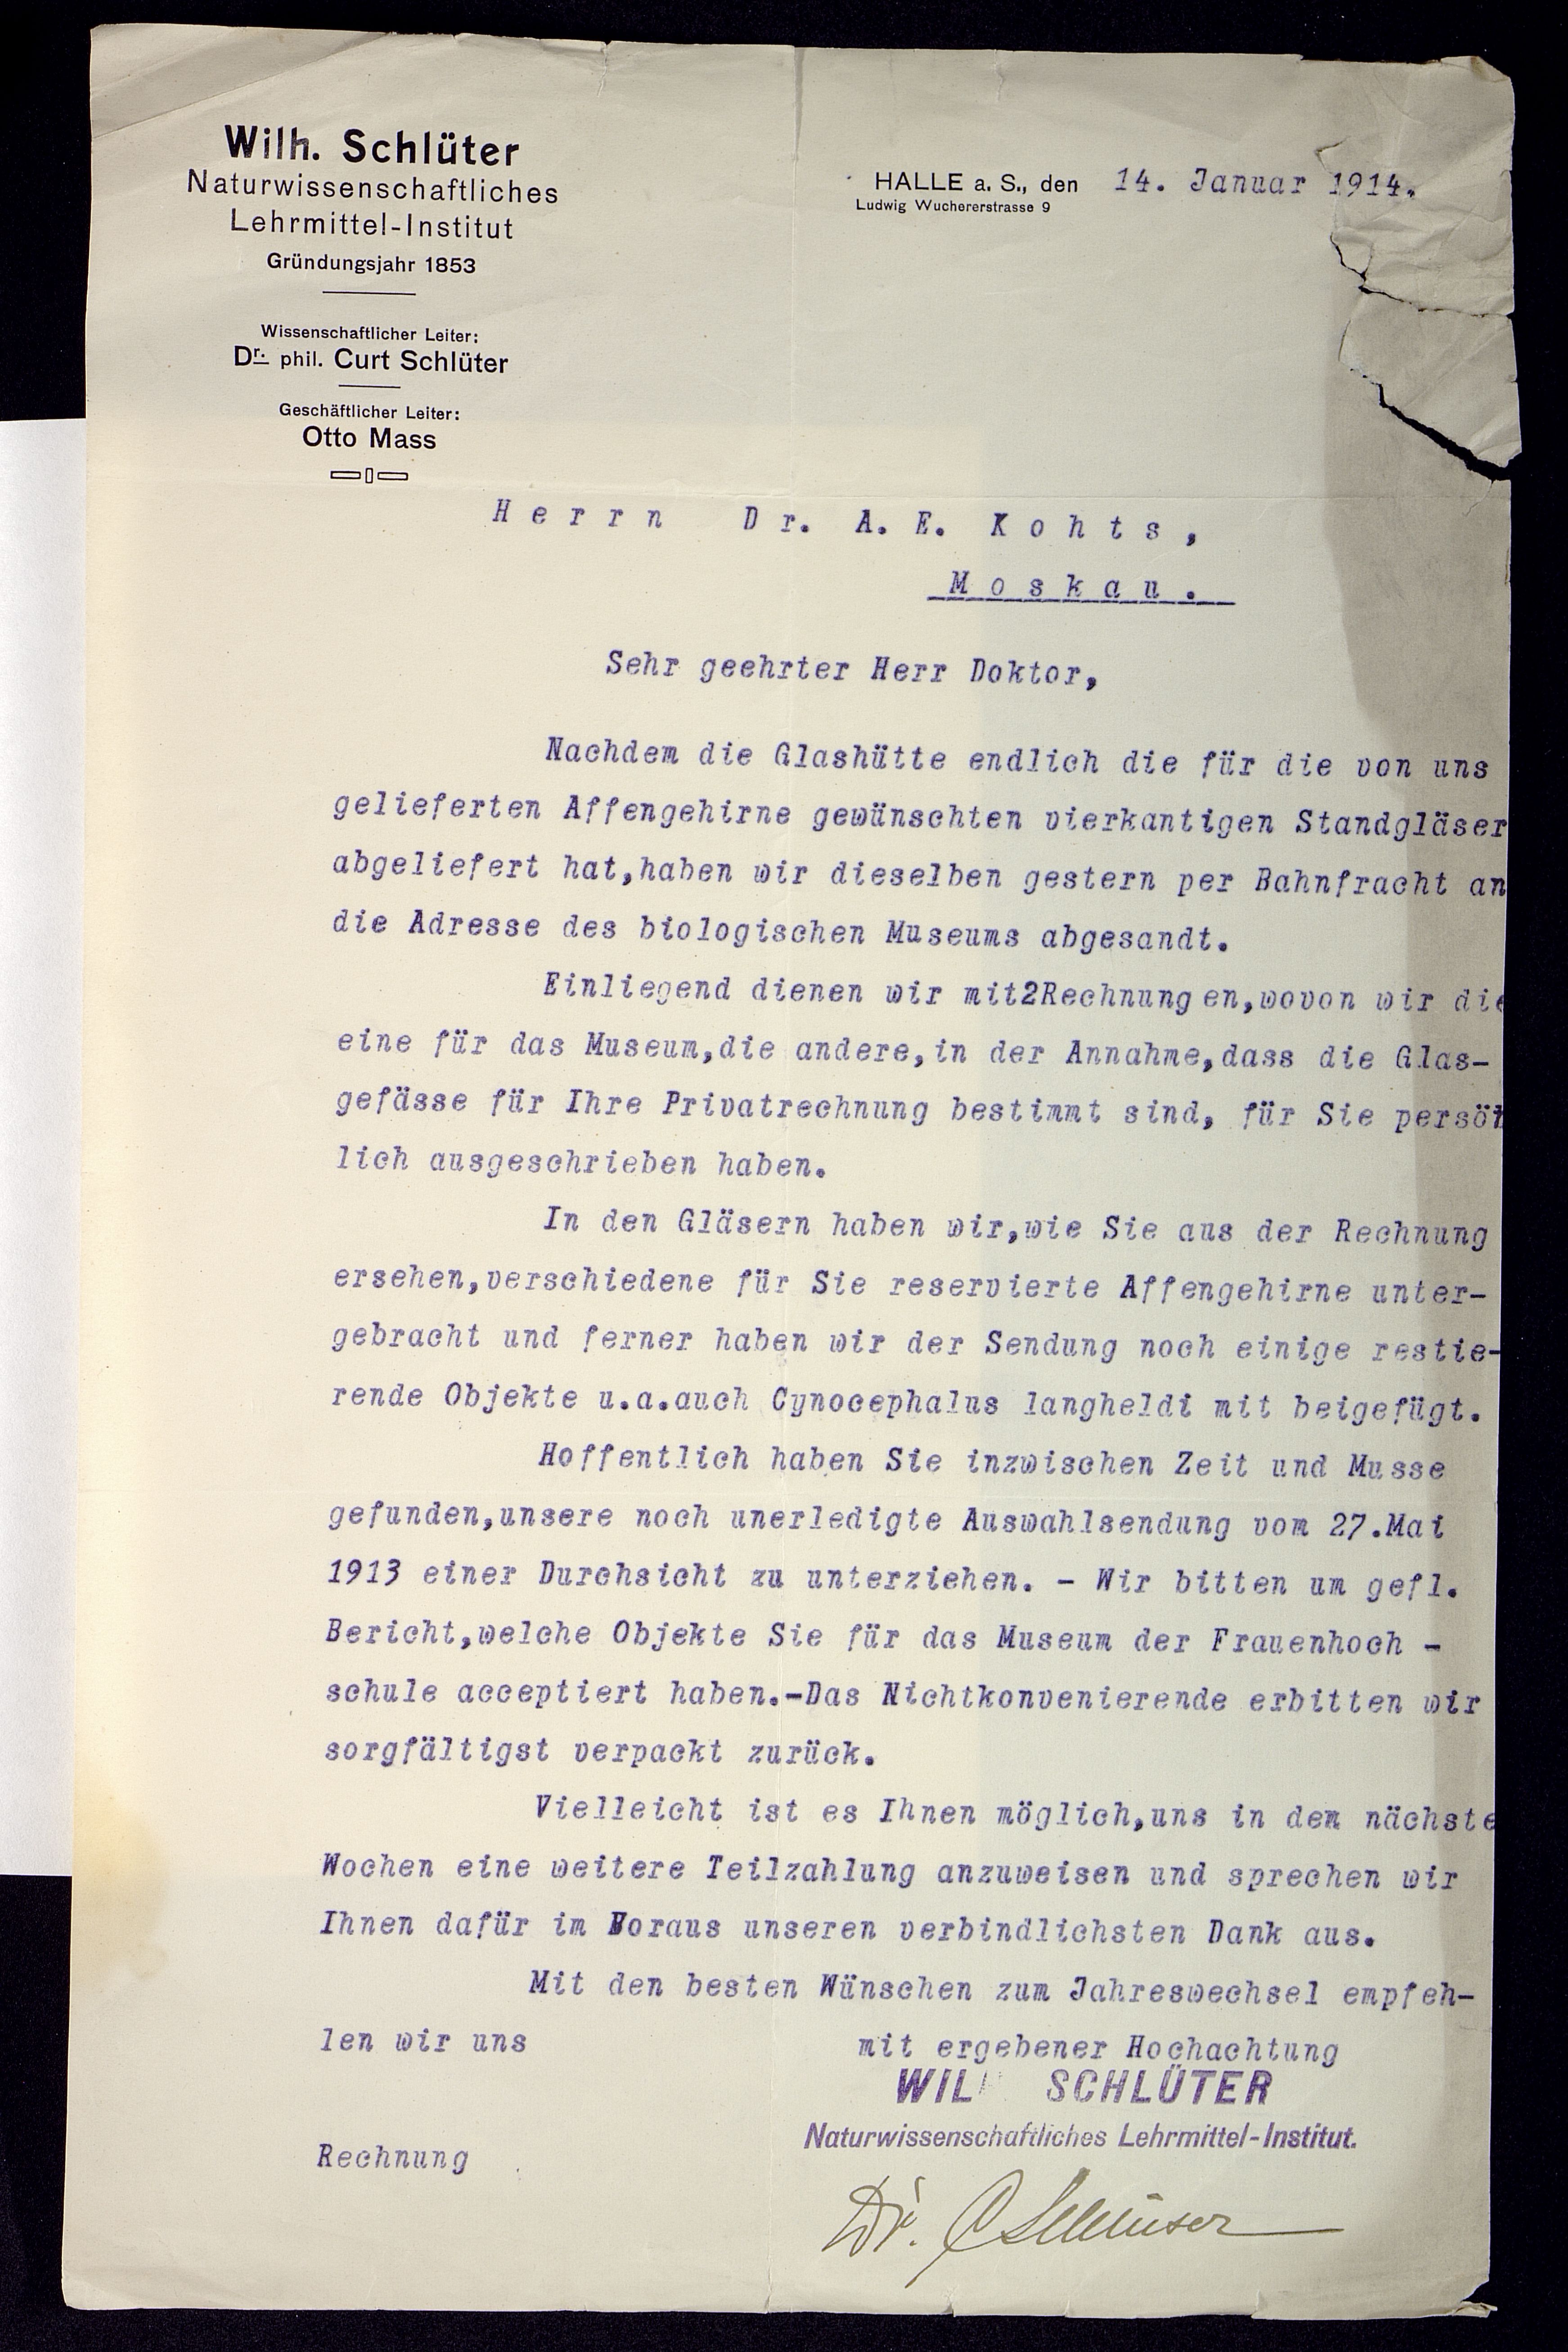 Wilh. Schlüter
Naturwissenschaftliches
Lehrmittel-Institut
Gründungsjahr 1853
Wissenschaftlicher Leiter:
Dr. phil. Curt Schlüter
Geschäftlicher Leiter:
Otto Mass
HALLE a. S., den 14. Januar 1914.
Ludwig Wuchererstrasse 9
Herrn Dr. A. E. Kohts,
Moskau.
Sehr geehrter Herr Doktor,
Nachdem die Glashütte endlich die für die von uns
gelieferten Affengehirne gewünschten vierkantigen Standgläser
abgeliefert hat,haben wir dieselben gestern per Bahnfracht an
die Adresse des biologischen Museums abgesandt.
Einliegend dienen wir mit2Rechnungen,wovon wir die
eine für das Museum,die andere,in der Annahme,dass die Glas-
gefässe für Ihre Privatrechnung bestimmt sind, für Sie persön
lich ausgeschrieben haben.
In den Gläsern haben wir,wie Sie aus der Rechnung
ersehen,verschiedene für Sie reservierte Affengehirne unter-
gebracht und ferner haben wir der Sendung noch einige restie-
rende Objekte u.a.auch Cynocephalus langheldi mit beigefügt.
Hoffentlich haben Sie inzwischen Zeit und Musse
gefunden,unsere noch unerledigte Auswahlsendung vom 27.Mai
1913 einer Durchsicht zu unterziehen. - Wir bitten um gefl.
Bericht,welche Objekte Sie für das Museum der Frauenhoch -
schule acceptiert haben.-Das Nichtkonvenierende erbitten wir
sorgfältigst verpackt zurück.
Vielleicht ist es Ihnen möglich,uns in den nächste
Wochen eine weitere Teilzahlung anzuweisen und sprechen wir
Ihnen dafür im Voraus unseren verbindlichsten Dank aus.
Mit den besten Wünschen zum Jahreswechsel empfeh-
len wir uns
mit ergebener Hochachtung
WILH SCHLÜTER
Naturwissenschaftliches Lehrmittel-Institut.
Rechnung
Dr. C Schlüter